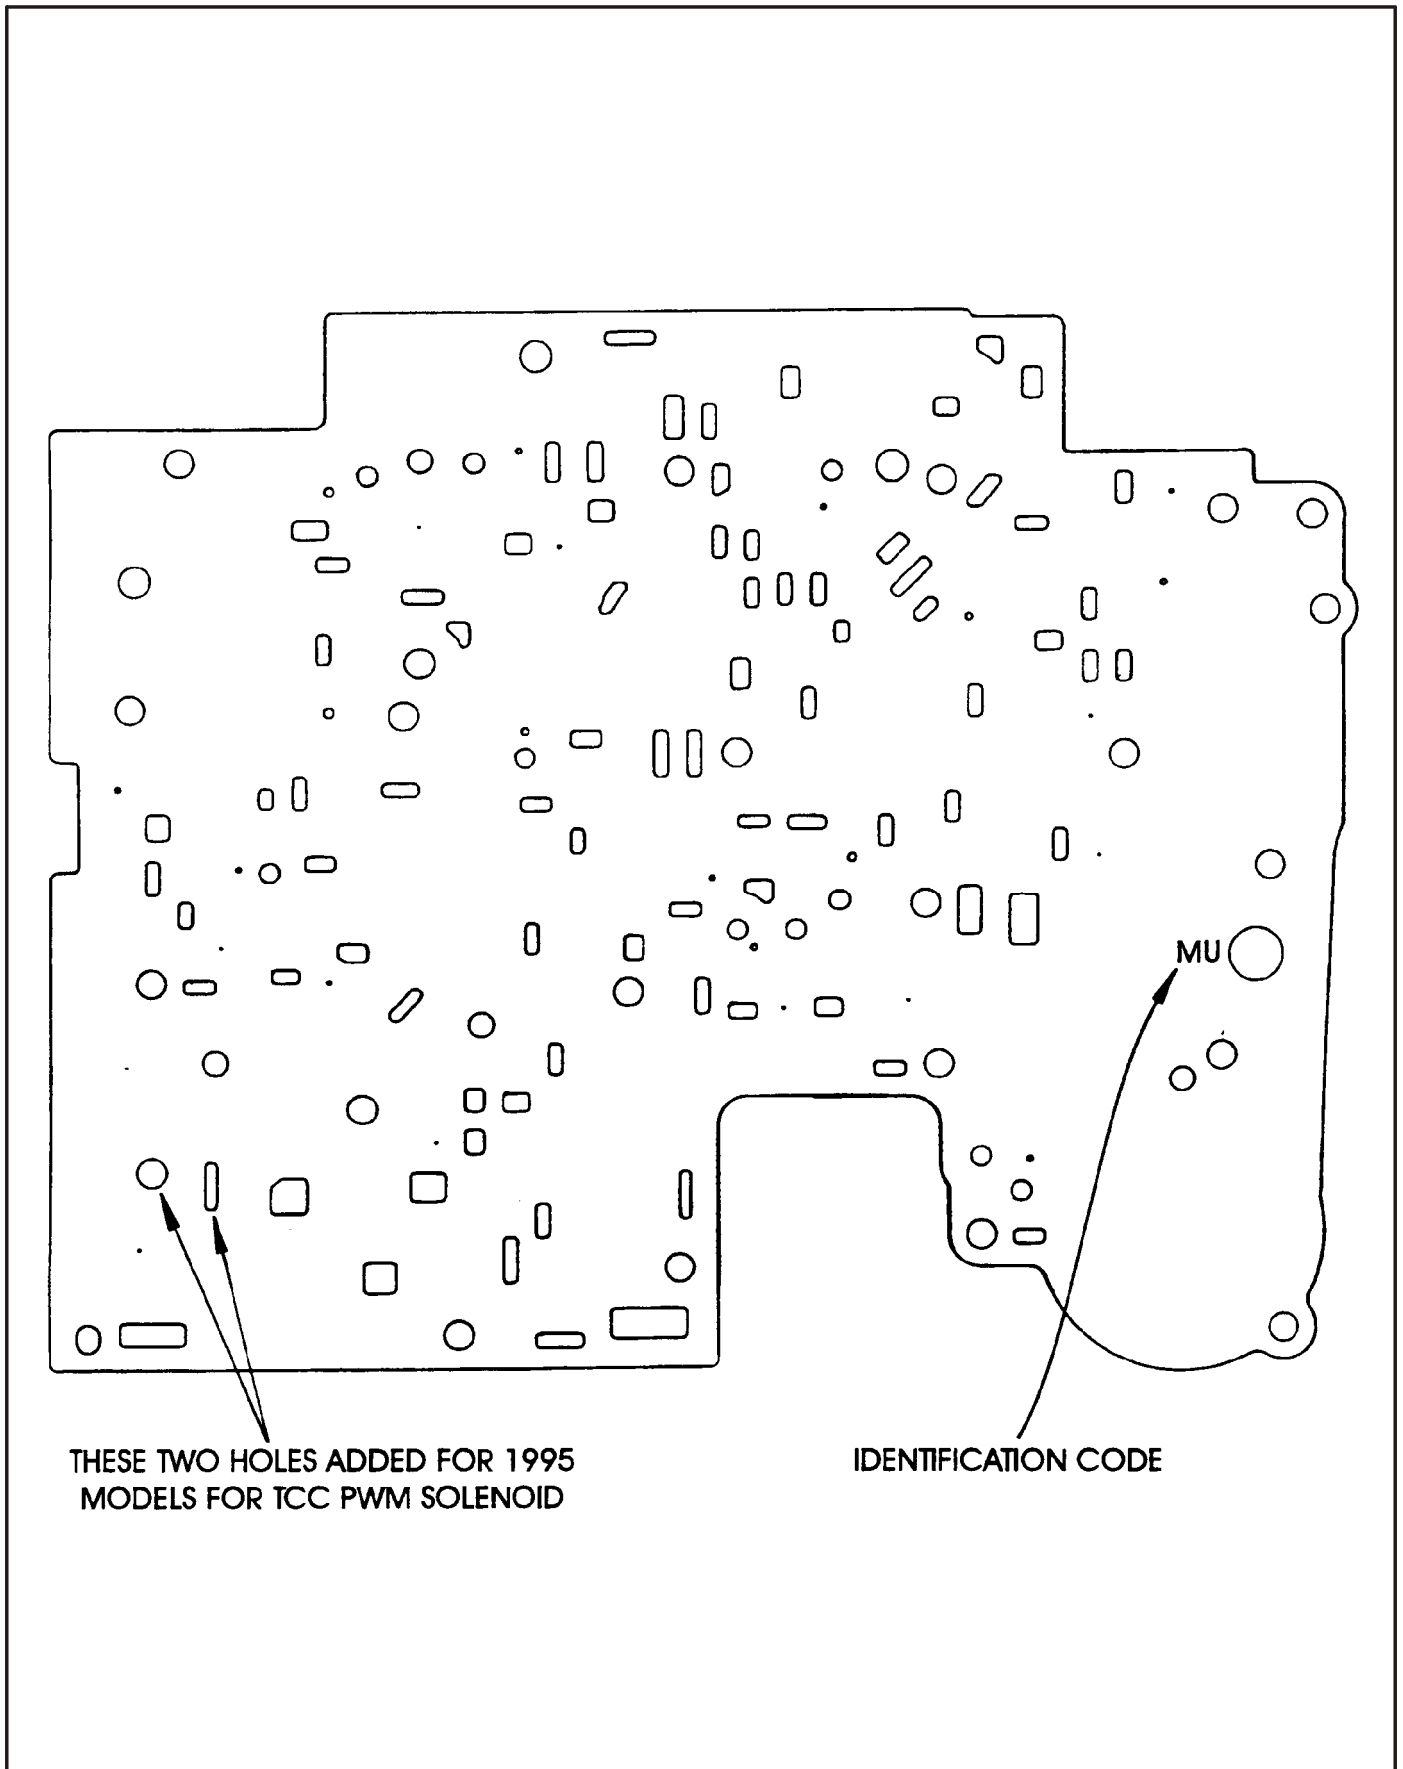 MU
THESE TWO HOLES ADDED FOR 1995
MODELS FOR TCC PWM SOLENOID
IDENTIFICATION CODE